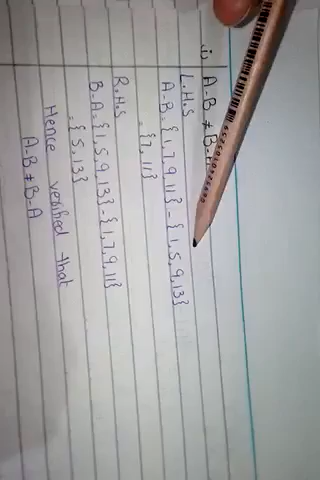 ii) A-B ≠ B-A
L.H.S
A-B = {1,7,9,11} - {1,5,9,13}
= {7,11}
R.H.S
B-A = {1,5,9,13} - {1,7,9,11}
= {5,13}
Hence verified that
A-B ≠ B-A